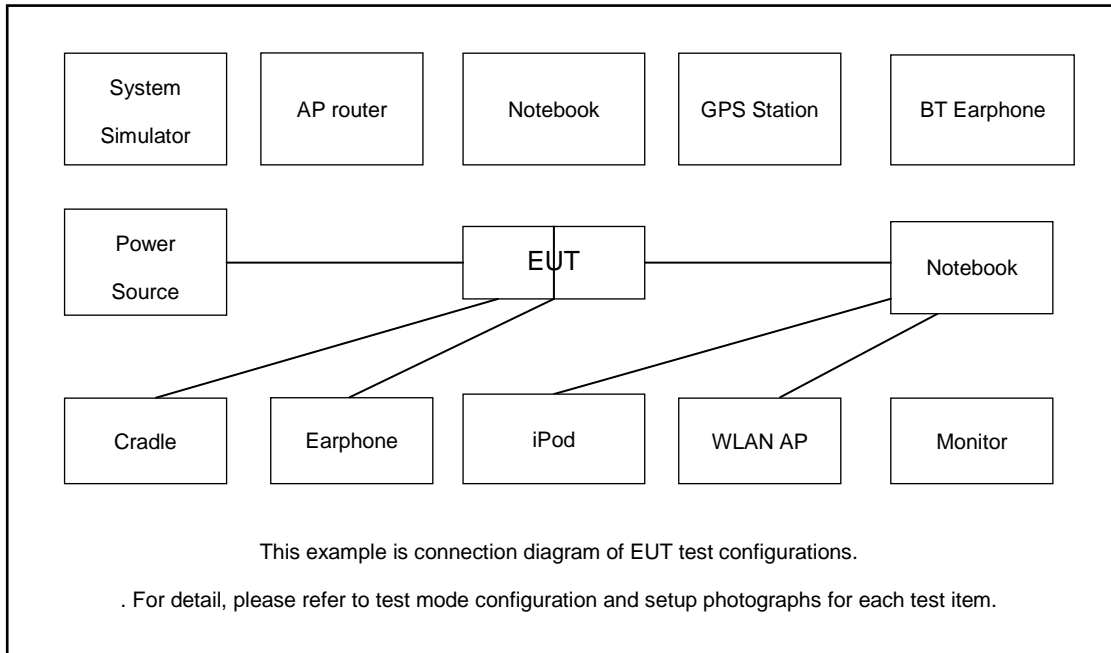 System
Simulator
AP router
Notebook
GPS Station
BT Earphone
Power
Source
EUT
Notebook
Cradle
Earphone
iPod
WLAN AP
Monitor
This example is connection diagram of EUT test configurations.
. For detail, please refer to test mode configuration and setup photographs for each test item.